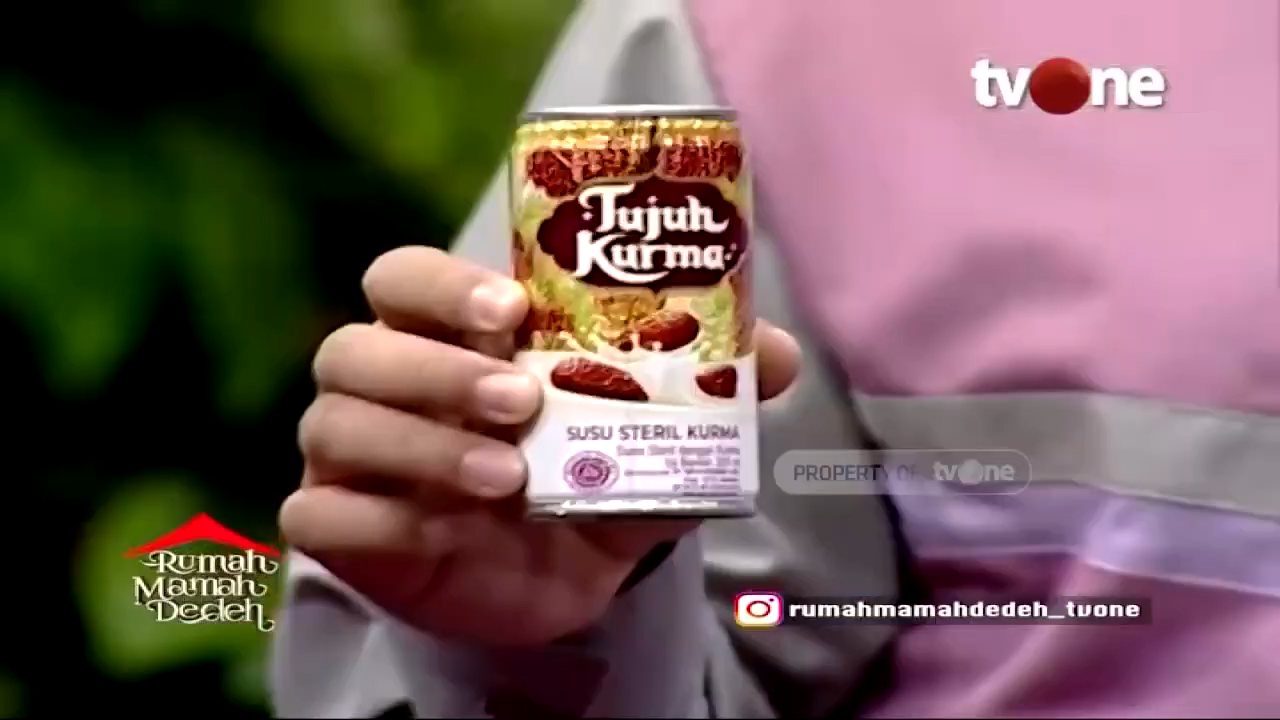 tvOne
Tujuh
Kurma
SUSU STERIL KURMA
PROPERTY OF tvOne
Rumah
Mamah
Dedeh
rumahmamahdedeh_tvone